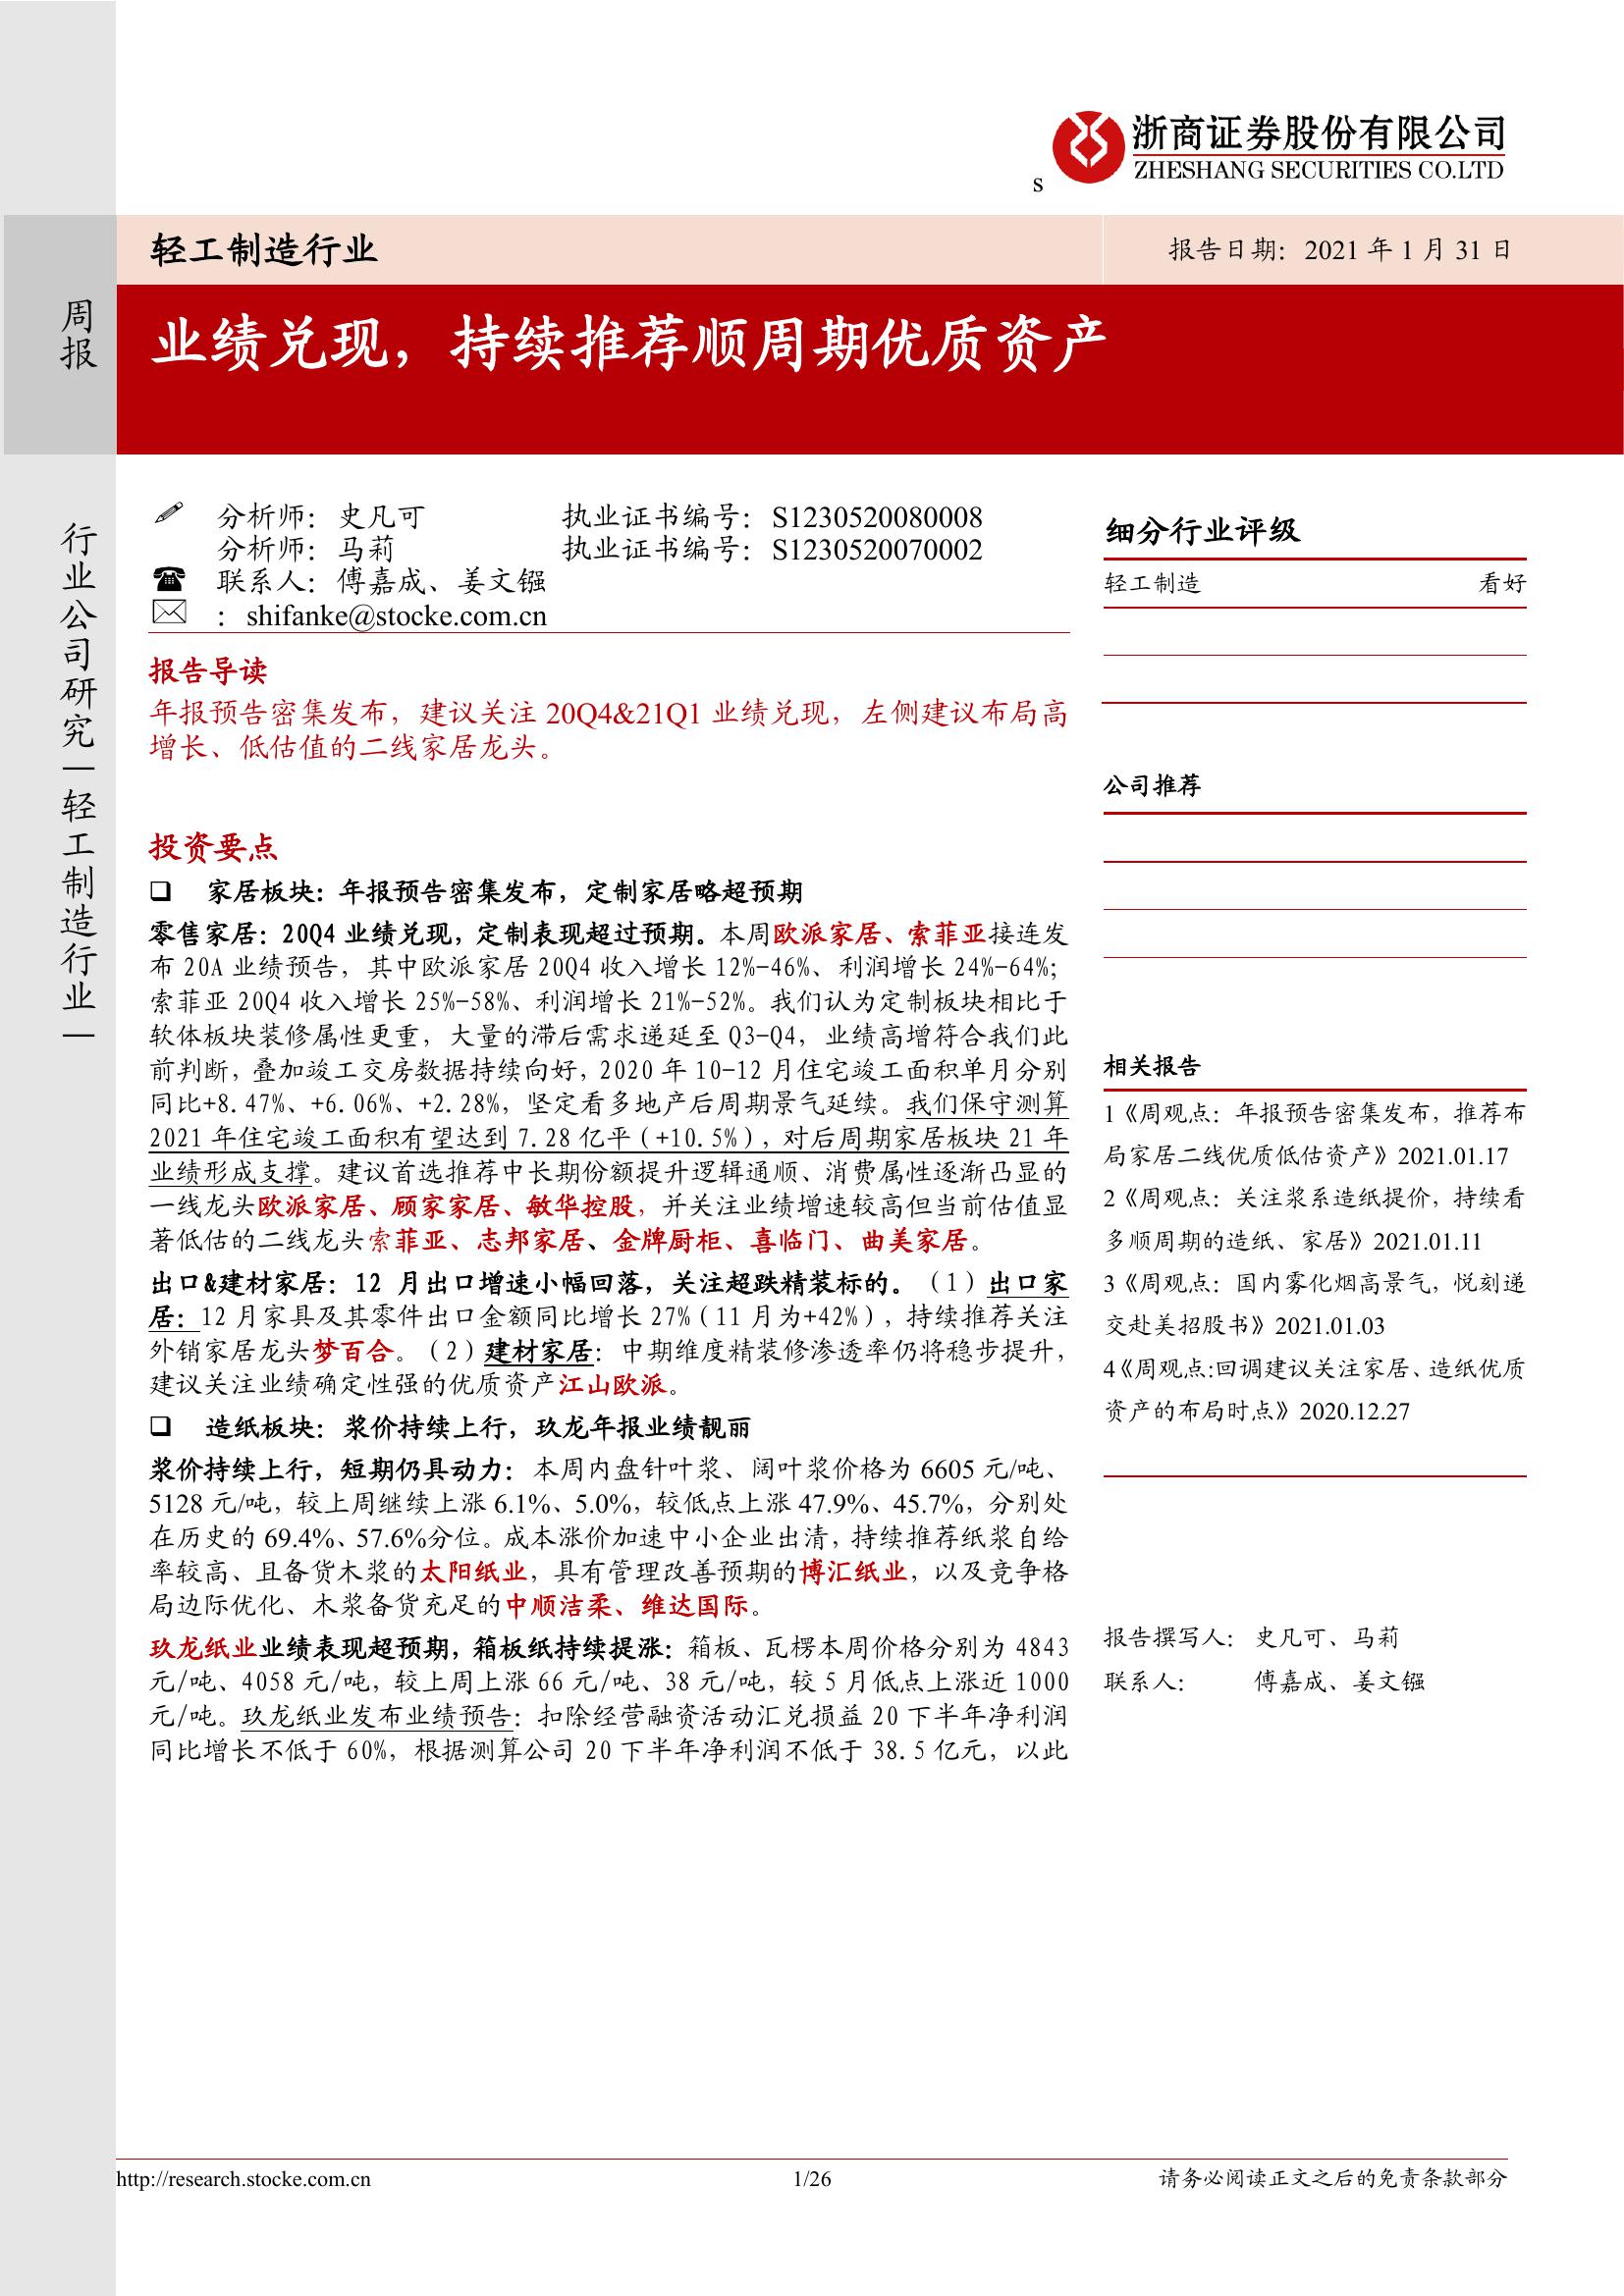 浙商证券股份有限公司
ZHESHANG SECURITIES CO.LTD
s
轻工制造行业
报告日期：2021 年 1 月 31 日
周报
业绩兑现，持续推荐顺周期优质资产
行业公司研究—轻工制造行业—
分析师：史凡可 执业证书编号：S1230520080008
分析师：马莉 执业证书编号：S1230520070002
联系人：傅嘉成、姜文镪
：shifanke@stocke.com.cn
报告导读
年报预告密集发布，建议关注 20Q4&21Q1 业绩兑现，左侧建议布局高
增长、低估值的二线家居龙头。
投资要点
❑ 家居板块：年报预告密集发布，定制家居略超预期
零售家居：20Q4 业绩兑现，定制表现超过预期。本周欧派家居、索菲亚接连发
布 20A 业绩预告，其中欧派家居 20Q4 收入增长 12%-46%、利润增长 24%-64%；
索菲亚 20Q4 收入增长 25%-58%、利润增长 21%-52%。我们认为定制板块相比于
软体板块装修属性更重，大量的滞后需求递延至 Q3-Q4，业绩高增符合我们此
前判断，叠加竣工交房数据持续向好，2020 年 10-12 月住宅竣工面积单月分别
同比+8.47%、+6.06%、+2.28%，坚定看多地产后周期景气延续。我们保守测算
2021 年住宅竣工面积有望达到 7.28 亿平（+10.5%），对后周期家居板块 21 年
业绩形成支撑。建议首选推荐中长期份额提升逻辑通顺、消费属性逐渐凸显的
一线龙头欧派家居、顾家家居、敏华控股，并关注业绩增速较高但当前估值显
著低估的二线龙头索菲亚、志邦家居、金牌厨柜、喜临门、曲美家居。
出口&建材家居：12 月出口增速小幅回落，关注超跌精装标的。（1）出口家
居：12 月家具及其零件出口金额同比增长 27%（11 月为+42%），持续推荐关注
外销家居龙头梦百合。（2）建材家居：中期维度精装修渗透率仍将稳步提升，
建议关注业绩确定性强的优质资产江山欧派。
❑ 造纸板块：浆价持续上行，玖龙年报业绩靓丽
浆价持续上行，短期仍具动力：本周内盘针叶浆、阔叶浆价格为 6605 元/吨、
5128 元/吨，较上周继续上涨 6.1%、5.0%，较低点上涨 47.9%、45.7%，分别处
在历史的 69.4%、57.6%分位。成本涨价加速中小企业出清，持续推荐纸浆自给
率较高、且备货木浆的太阳纸业，具有管理改善预期的博汇纸业，以及竞争格
局边际优化、木浆备货充足的中顺洁柔、维达国际。
玖龙纸业业绩表现超预期，箱板纸持续提涨：箱板、瓦楞本周价格分别为 4843
元/吨、4058 元/吨，较上周上涨 66 元/吨、38 元/吨，较 5 月低点上涨近 1000
元/吨。玖龙纸业发布业绩预告：扣除经营融资活动汇兑损益 20 下半年净利润
同比增长不低于 60%，根据测算公司 20 下半年净利润不低于 38.5 亿元，以此
细分行业评级
轻工制造 看好
公司推荐
相关报告
1《周观点：年报预告密集发布，推荐布
局家居二线优质低估资产》2021.01.17
2《周观点：关注浆系造纸提价，持续看
多顺周期的造纸、家居》2021.01.11
3《周观点：国内雾化烟高景气，悦刻递
交赴美招股书》2021.01.03
4《周观点:回调建议关注家居、造纸优质
资产的布局时点》2020.12.27
报告撰写人：史凡可、马莉
联系人： 傅嘉成、姜文镪
http://research.stocke.com.cn 1/26 请务必阅读正文之后的免责条款部分